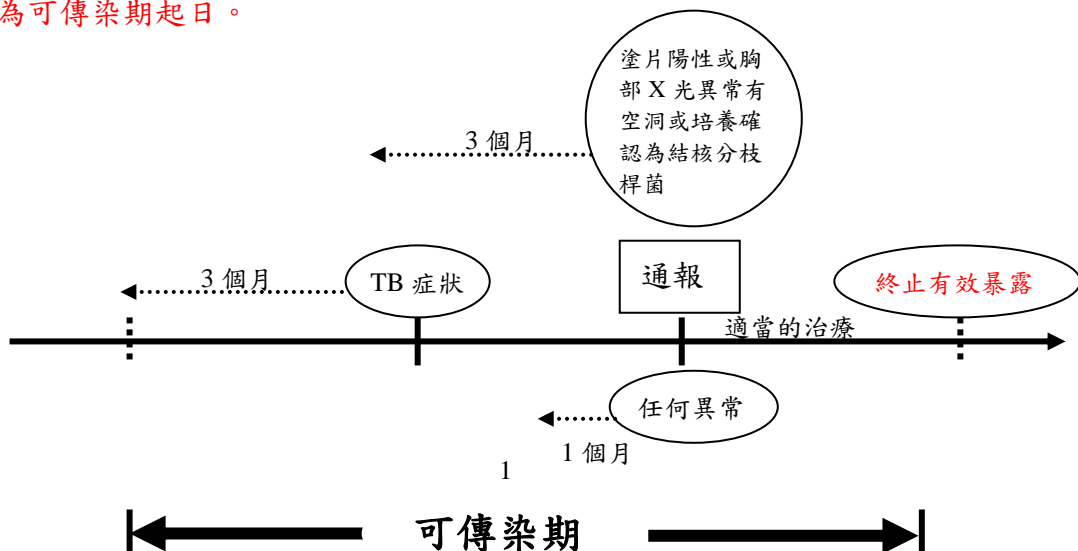 為可傳染期起日。
塗片陽性或胸
部 X 光異常有
空洞或培養確
認為結核分枝
桿菌
3 個月
3 個月
TB 症狀
通報
終止有效暴露
適當的治療
任何異常
1 個月
1
可傳染期